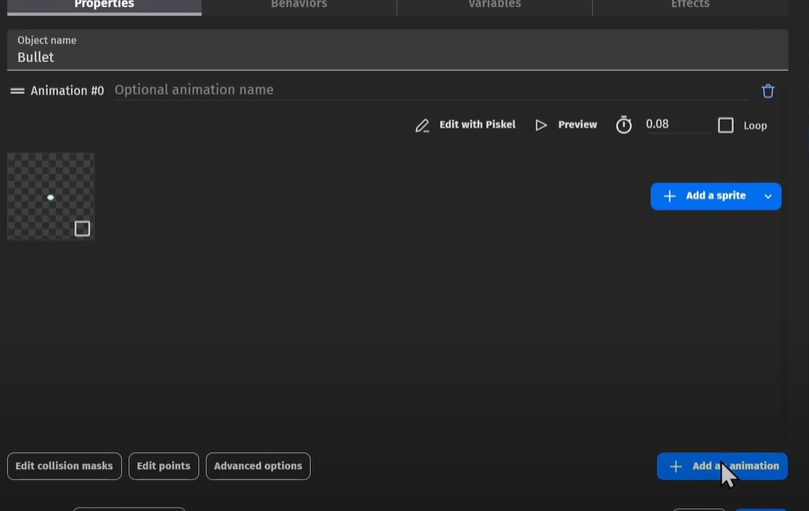 Properties
Behaviors
Variables
Effects
Object name
Bullet
Animation #0 Optional animation name
Edit with Piskel Preview 0.08 Loop
Add a sprite
Edit collision masks Edit points Advanced options Add an animation